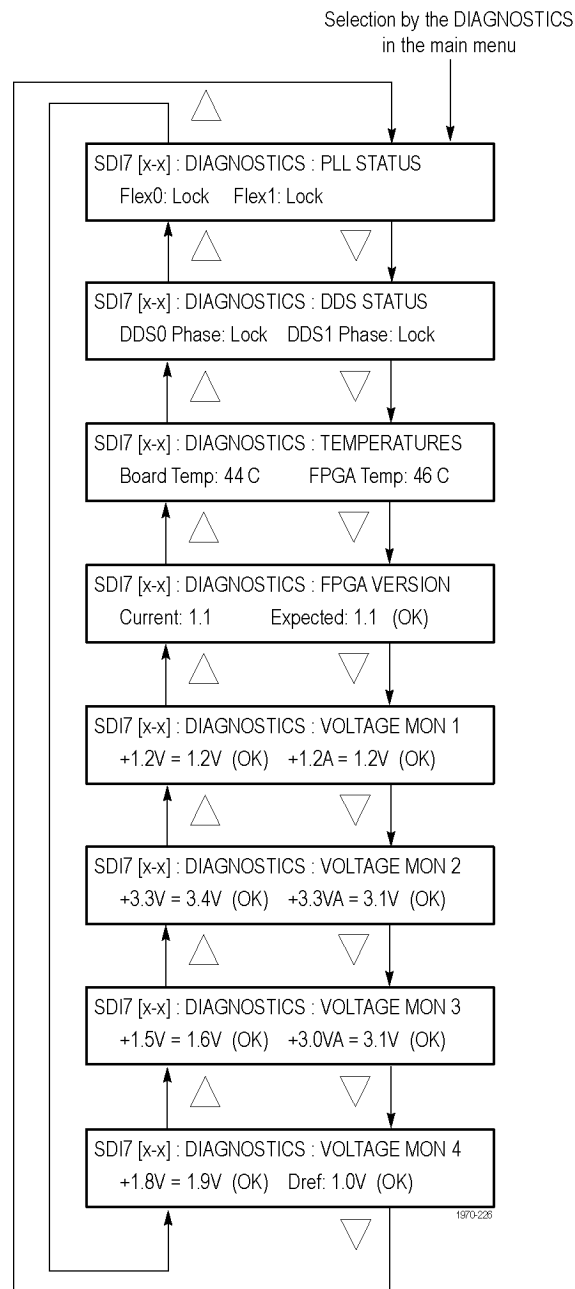 Selection by the DIAGNOSTICS
in the main menu
SDI7 [x-x] : DIAGNOSTICS : PLL STATUS
Flex0: Lock Flex1: Lock
SDI7 [x-x] : DIAGNOSTICS : DDS STATUS
DDS0 Phase: Lock DDS1 Phase: Lock
SDI7 [x-x] : DIAGNOSTICS : TEMPERATURES
Board Temp: 44 C FPGA Temp: 46 C
SDI7 [x-x] : DIAGNOSTICS : FPGA VERSION
Current: 1.1 Expected: 1.1 (OK)
SDI7 [x-x] : DIAGNOSTICS : VOLTAGE MON 1
+1.2V = 1.2V (OK) +1.2A = 1.2V (OK)
SDI7 [x-x] : DIAGNOSTICS : VOLTAGE MON 2
+3.3V = 3.4V (OK) +3.3VA = 3.1V (OK)
SDI7 [x-x] : DIAGNOSTICS : VOLTAGE MON 3
+1.5V = 1.6V (OK) +3.0VA = 3.1V (OK)
SDI7 [x-x] : DIAGNOSTICS : VOLTAGE MON 4
+1.8V = 1.9V (OK) Dref: 1.0V (OK)
1970-226